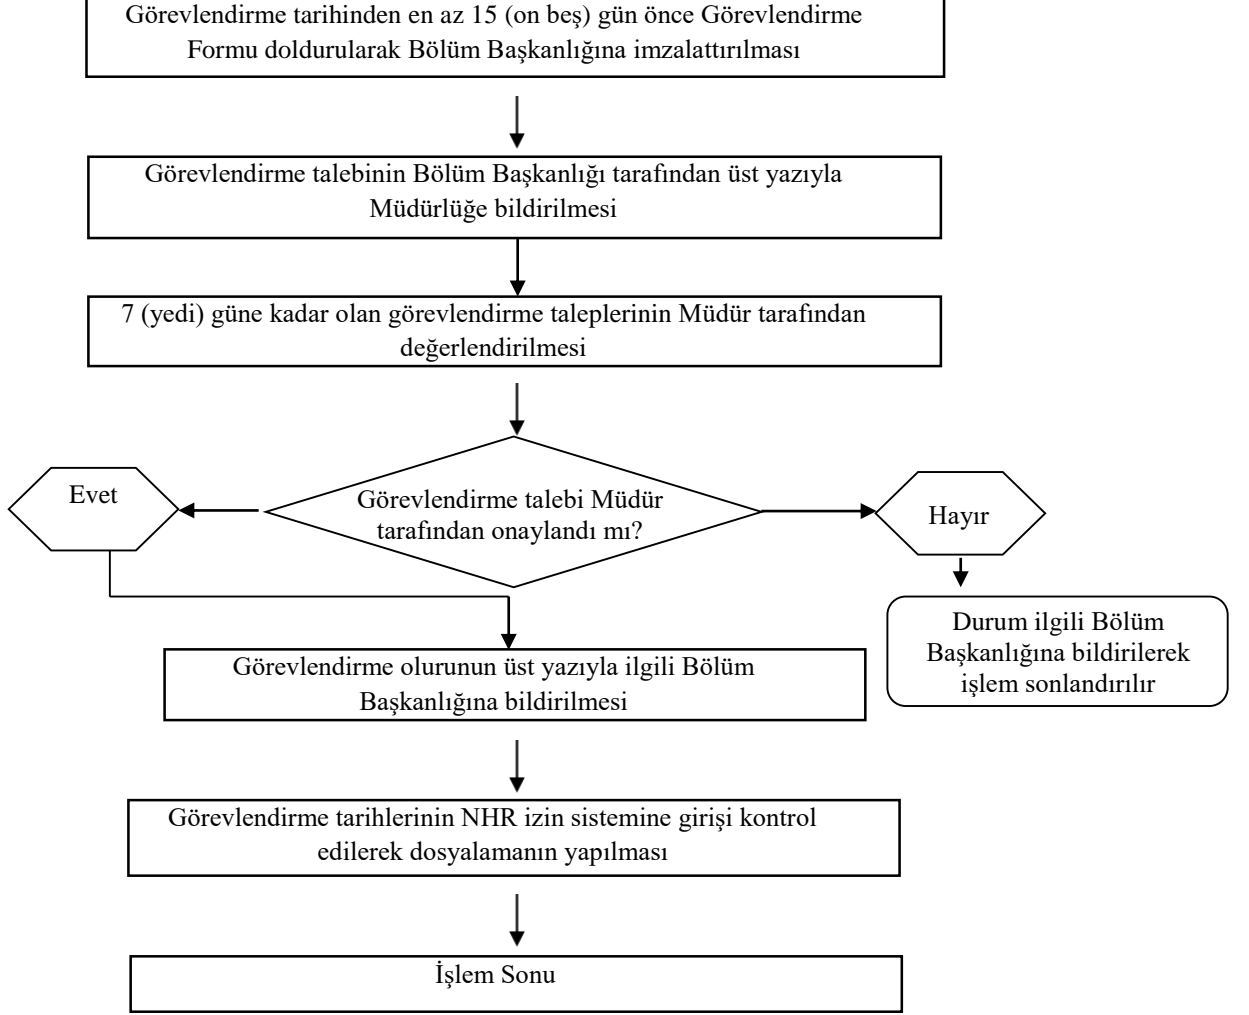 Görevlendirme tarihinden en az 15 (on beş) gün önce Görevlendirme
Formu doldurularak Bölüm Başkanlığına imzalattırılması
Görevlendirme talebinin Bölüm Başkanlığı tarafından üst yazıyla
Müdürlüğe bildirilmesi
7 (yedi) güne kadar olan görevlendirme taleplerinin Müdür tarafından
değerlendirilmesi
Evet
Görevlendirme talebi Müdür
tarafından onaylandı mı?
Hayır
Durum ilgili Bölüm
Başkanlığına bildirilerek
işlem sonlandırılır
Görevlendirme olurunun üst yazıyla ilgili Bölüm
Başkanlığına bildirilmesi
Görevlendirme tarihlerinin NHR izin sistemine girişi kontrol
edilerek dosyalamanın yapılması
İşlem Sonu